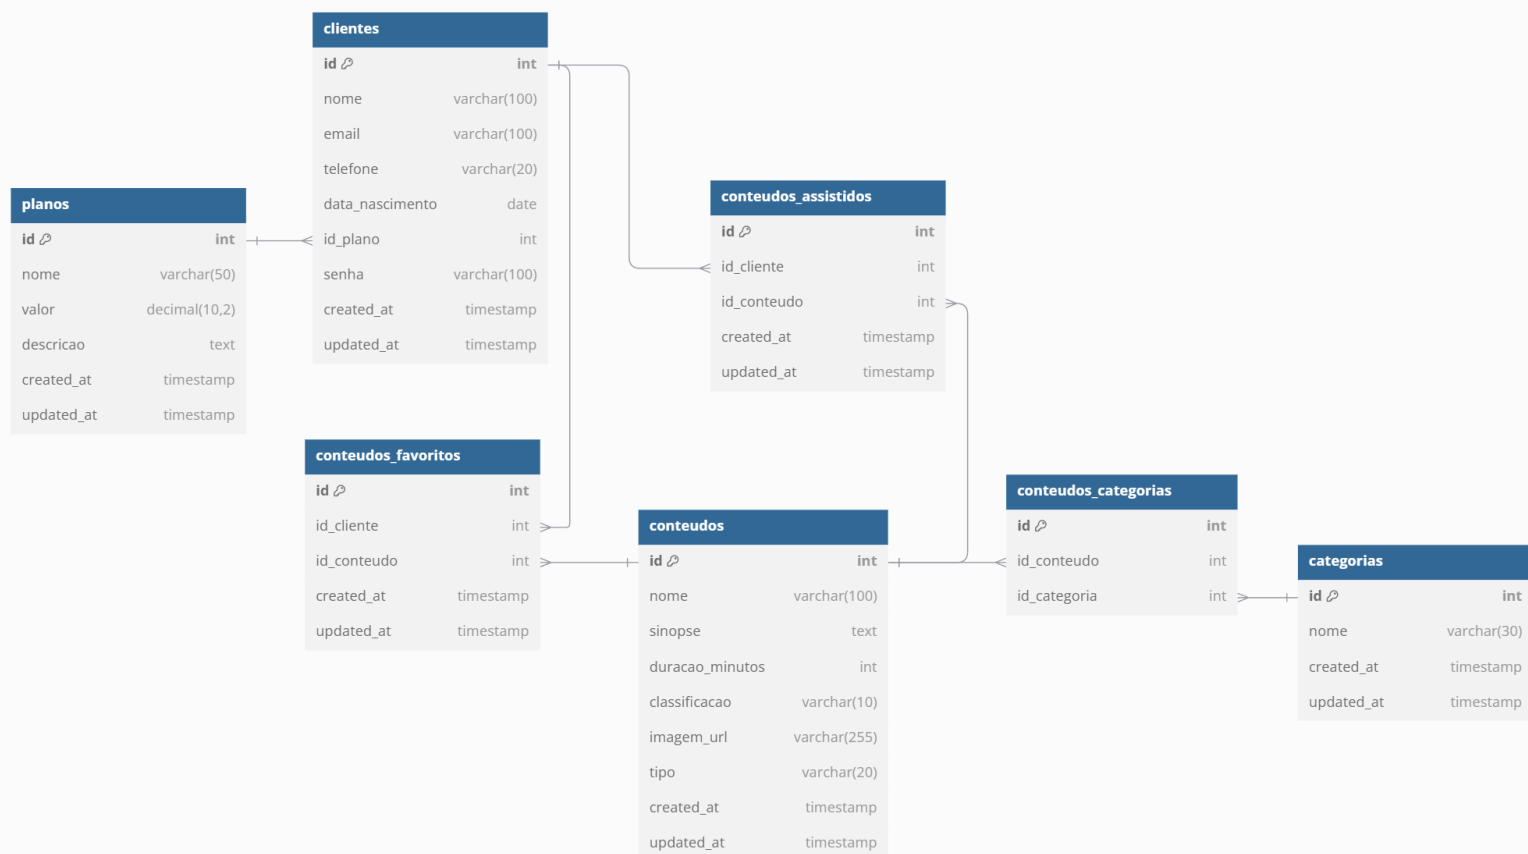 clientes
id int
nome varchar(100)
email varchar(100)
telefone varchar(20)
data_nascimento date
id_plano int
senha varchar(100)
created_at timestamp
updated_at timestamp
planos
id int
nome varchar(50)
valor decimal(10,2)
descricao text
created_at timestamp
updated_at timestamp
conteudos_assistidos
id int
id_cliente int
id_conteudo int
created_at timestamp
updated_at timestamp
conteudos_favoritos
id int
id_cliente int
id_conteudo int
created_at timestamp
updated_at timestamp
conteudos
id int
nome varchar(100)
sinopse text
duracao_minutos int
classificacao varchar(10)
imagem_url varchar(255)
tipo varchar(20)
created_at timestamp
updated_at timestamp
conteudos_categorias
id int
id_conteudo int
id_categoria int
categorias
id int
nome varchar(30)
created_at timestamp
updated_at timestamp